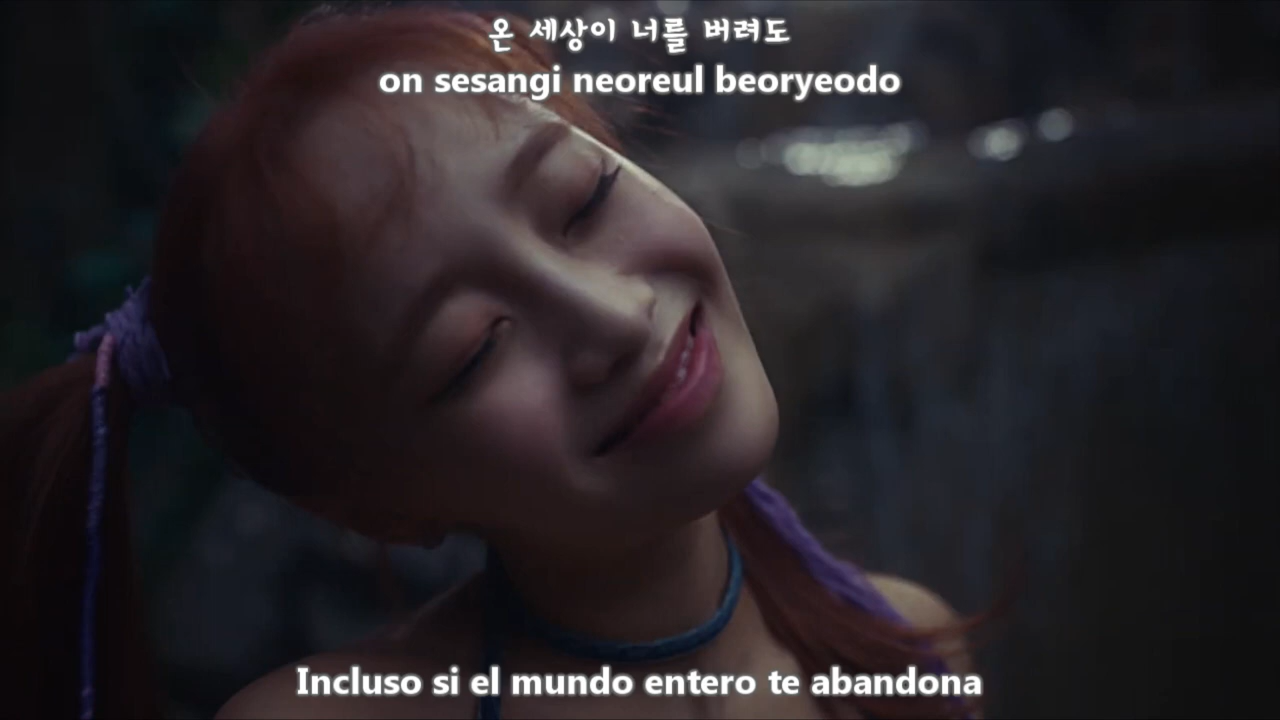 온 세상이 너를 버려도
on sesangi neoreul beoryeodo
Incluso si el mundo entero te abandona